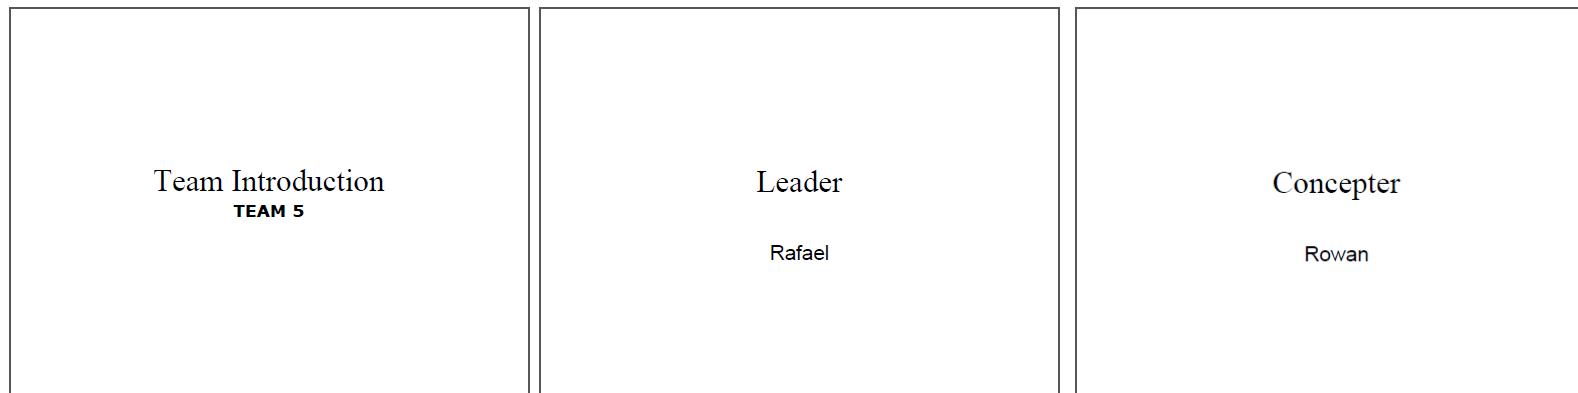 Team Introduction
TEAM 5
Leader
Rafael
Concepter
Rowan